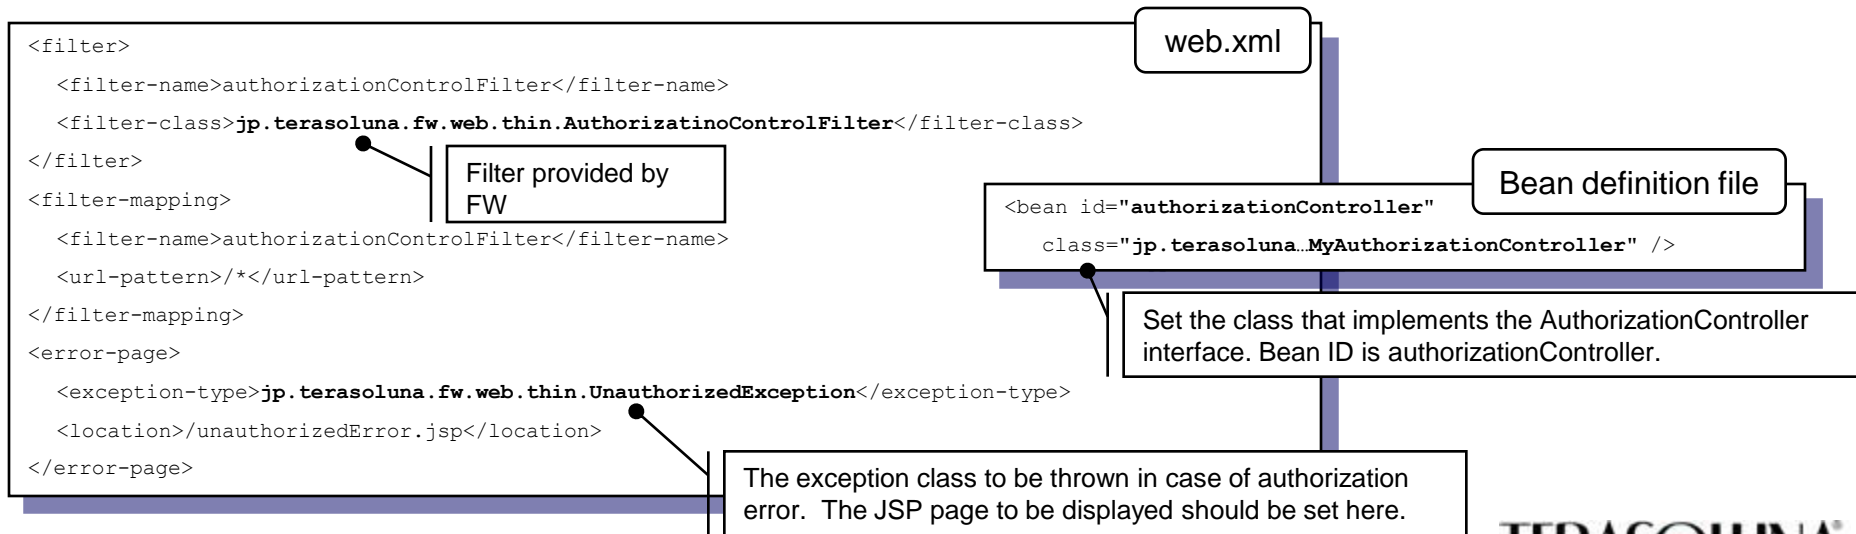 web.xml
<filter>
<filter-name>authorizationControlFilter</filter-name>
<filter-class>jp.terasoluna.fw.web.thin.AuthorizatinoControlFilter</filter-class>
</filter>
Filter provided by
FW
<filter-mapping>
<filter-name>authorizationControlFilter</filter-name>
<url-pattern>/*</url-pattern>
</filter-mapping>
<error-page>
<exception-type>jp.terasoluna.fw.web.thin.UnauthorizedException</exception-type>
<location>/unauthorizedError.jsp</location>
</error-page>
The exception class to be thrown in case of authorization
error. The JSP page to be displayed should be set here.
Bean definition file
<bean id="authorizationController"
class="jp.terasoluna…MyAuthorizationController" />
Set the class that implements the AuthorizationController
interface. Bean ID is authorizationController.
TERASOLUNA®